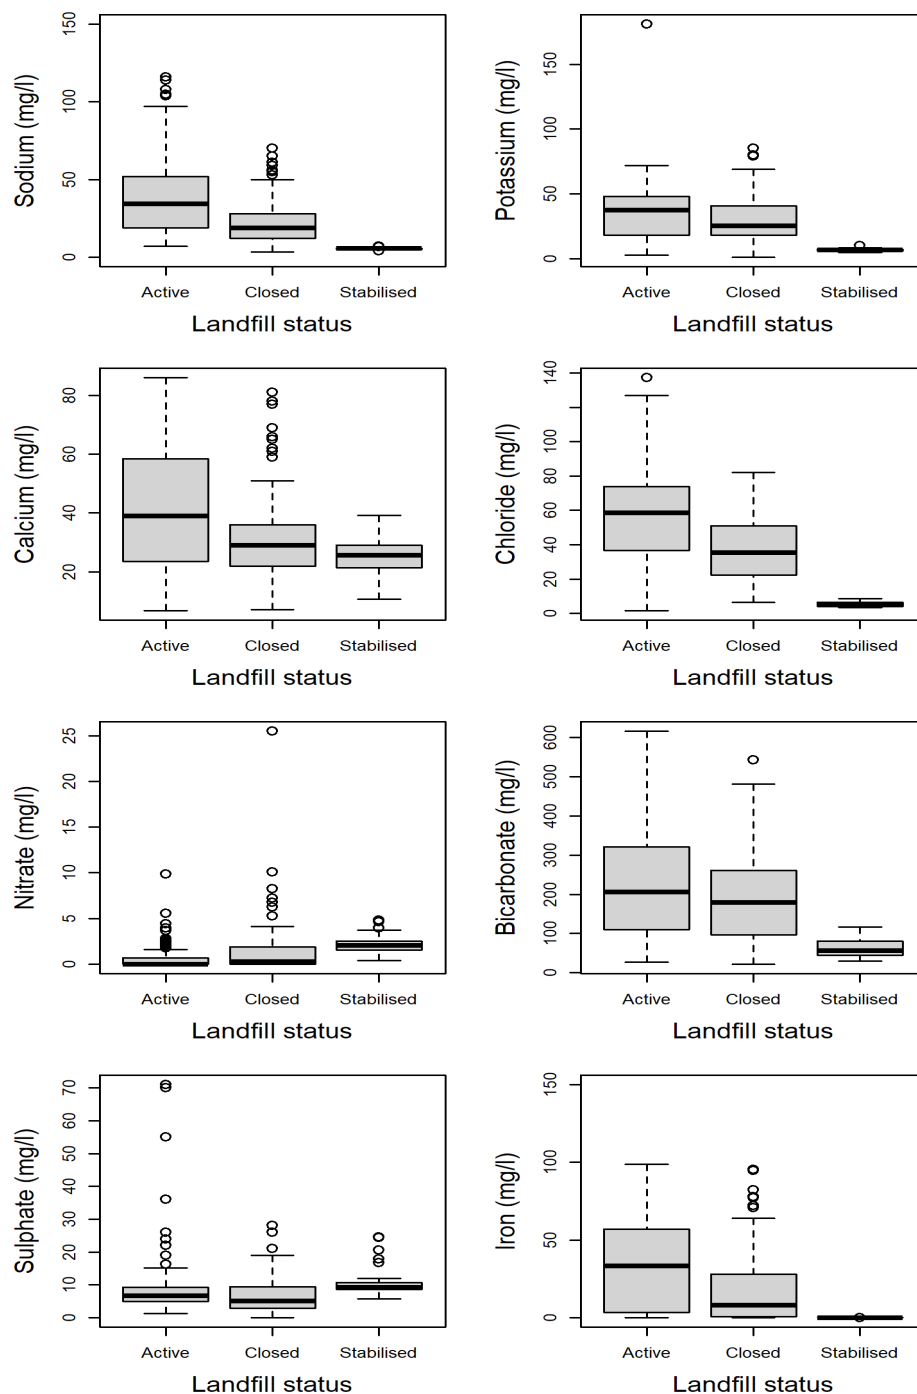 Sodium (mg/l)
150
100
50
0
Active Closed Stabilised
Landfill status
Potassium (mg/l)
150
100
50
0
Active Closed Stabilised
Landfill status
Calcium (mg/l)
80
60
40
20
Active Closed Stabilised
Landfill status
Chloride (mg/l)
140
100
80
60
40
20
0
Active Closed Stabilised
Landfill status
Nitrate (mg/l)
25
20
15
10
5
0
Active Closed Stabilised
Landfill status
Bicarbonate (mg/l)
600
500
400
300
200
100
0
Active Closed Stabilised
Landfill status
Sulphate (mg/l)
70
60
50
40
30
20
10
0
Active Closed Stabilised
Landfill status
Iron (mg/l)
150
100
50
0
Active Closed Stabilised
Landfill status